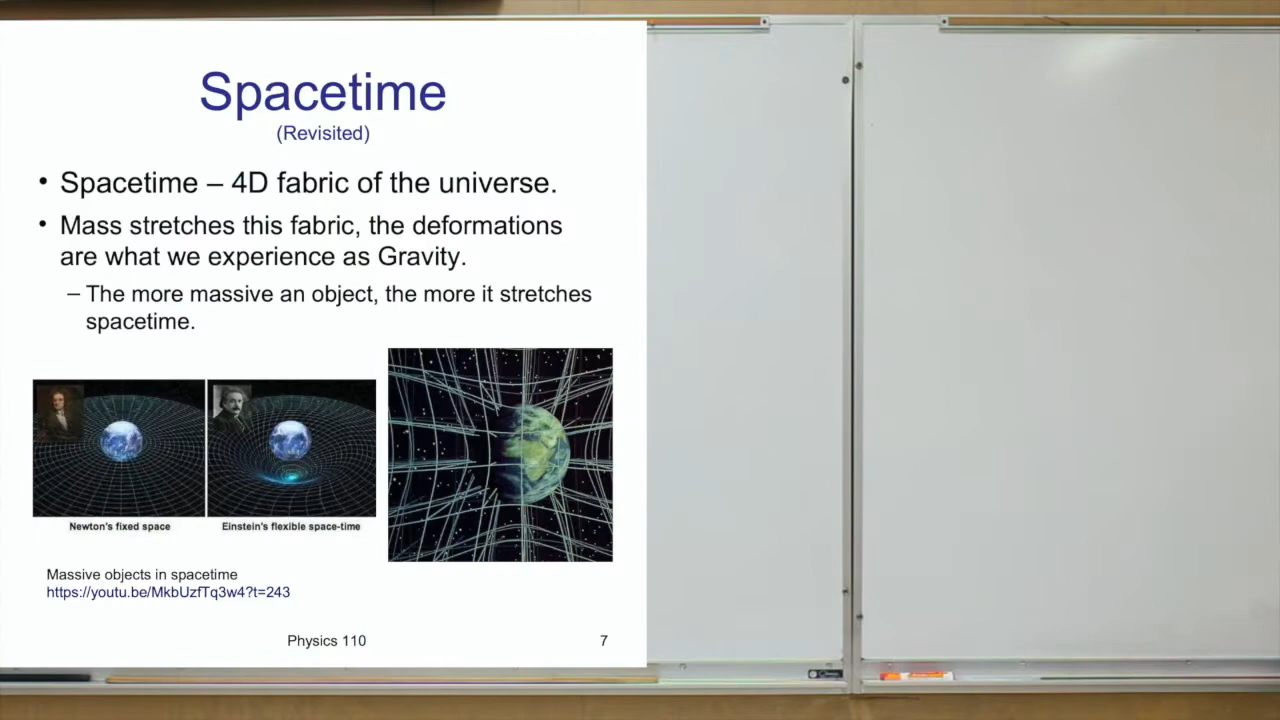 Spacetime
(Revisited)
• Spacetime – 4D fabric of the universe.
• Mass stretches this fabric, the deformations
are what we experience as Gravity.
– The more massive an object, the more it stretches
spacetime.
Newton's fixed space
Einstein's flexible space-time
Massive objects in spacetime
https://youtu.be/MkbUzfTq3w4?t=243
Physics 110
7